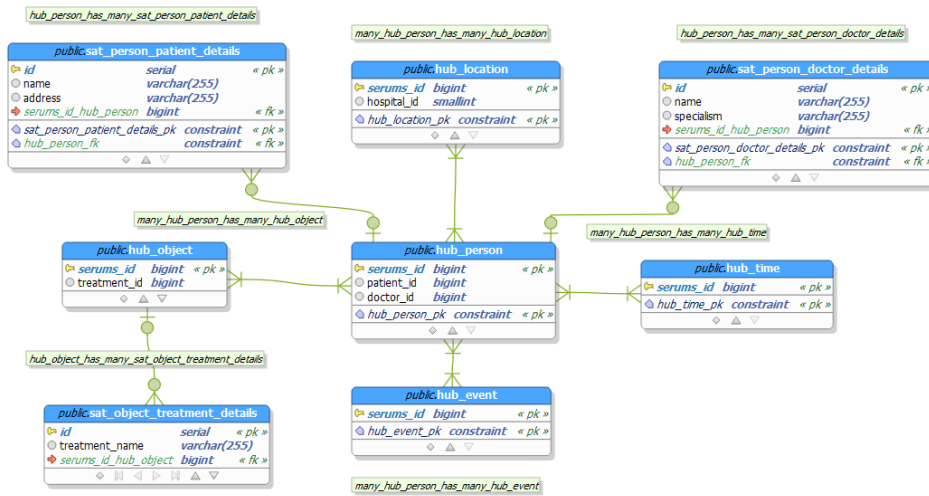 hub_person_has_many_sat_person_patient_details
public.sat_person_patient_details
id serial « pk »
name varchar(255)
address varchar(255)
serums_id_hub_person bigint « fk »
sat_person_patient_details_pk constraint « pk »
hub_person_fk constraint « fk »
many_hub_person_has_many_hub_location
public.hub_location
serums_id bigint « pk »
hospital_id smallint
hub_location_pk constraint « pk »
hub_person_has_many_sat_person_doctor_details
public.sat_person_doctor_details
id serial « pk »
name varchar(255)
specialism varchar(255)
serums_id_hub_person bigint « fk »
sat_person_doctor_details_pk constraint « pk »
hub_person_fk constraint « fk »
many_hub_person_has_many_hub_object
many_hub_person_has_many_hub_time
public.hub_object
serums_id bigint « pk »
treatment_id bigint
public.hub_person
serums_id bigint « pk »
patient_id bigint
doctor_id bigint
hub_person_pk constraint « pk »
public.hub_time
serums_id bigint « pk »
hub_time_pk constraint « pk »
hub_object_has_many_sat_object_treatment_details
public.sat_object_treatment_details
id serial « pk »
treatment_name varchar(255)
serums_id_hub_object bigint « fk »
public.hub_event
serums_id bigint « pk »
hub_event_pk constraint « pk »
many_hub_person_has_many_hub_event